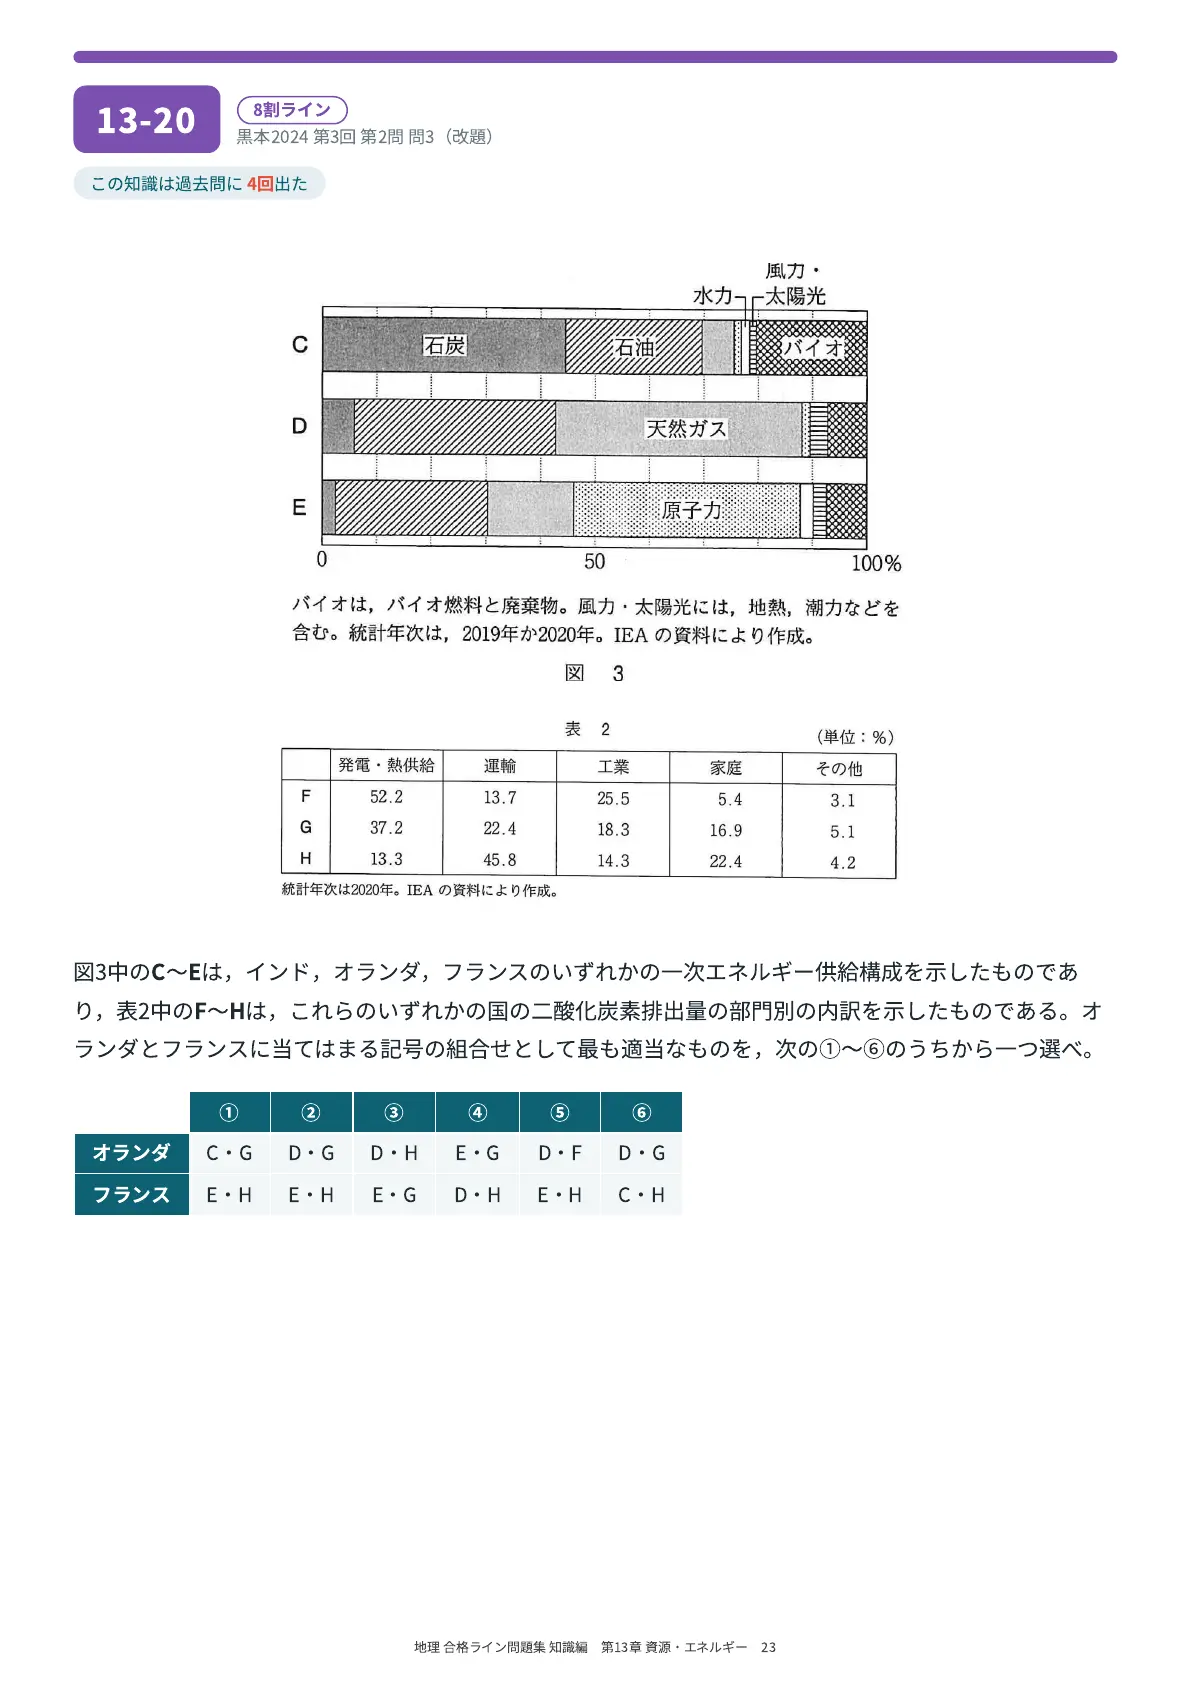 13-20
8割ライン
黒本2024 第3回 第2問 問3（改題）
この知識は過去問に 4回出た
風力・
水力 太陽光
C 石炭 石油 バイオ
D 天然ガス
E 原子力
0 50 100%
バイオは，バイオ燃料と廃棄物。風力・太陽光には，地熱，潮力などを
含む。統計年次は，2019年か2020年。IEA の資料により作成。
図 3
表 2 （単位：％）
発電・熱供給 運輸 工業 家庭 その他
F 52.2 13.7 25.5 5.4 3.1
G 37.2 22.4 18.3 16.9 5.1
H 13.3 45.8 14.3 22.4 4.2
統計年次は2020年。IEA の資料により作成。
図3中のC～Eは，インド，オランダ，フランスのいずれかの一次エネルギー供給構成を示したものであ
り，表2中のF～Hは，これらのいずれかの国の二酸化炭素排出量の部門別の内訳を示したものである。オ
ランダとフランスに当てはまる記号の組合せとして最も適当なものを，次の①～⑥のうちから一つ選べ。
① ② ③ ④ ⑤ ⑥
オランダ C・G D・G D・H E・G D・F D・G
フランス E・H E・H E・G D・H E・H C・H
地理 合格ライン問題集 知識編 第13章 資源・エネルギー 23